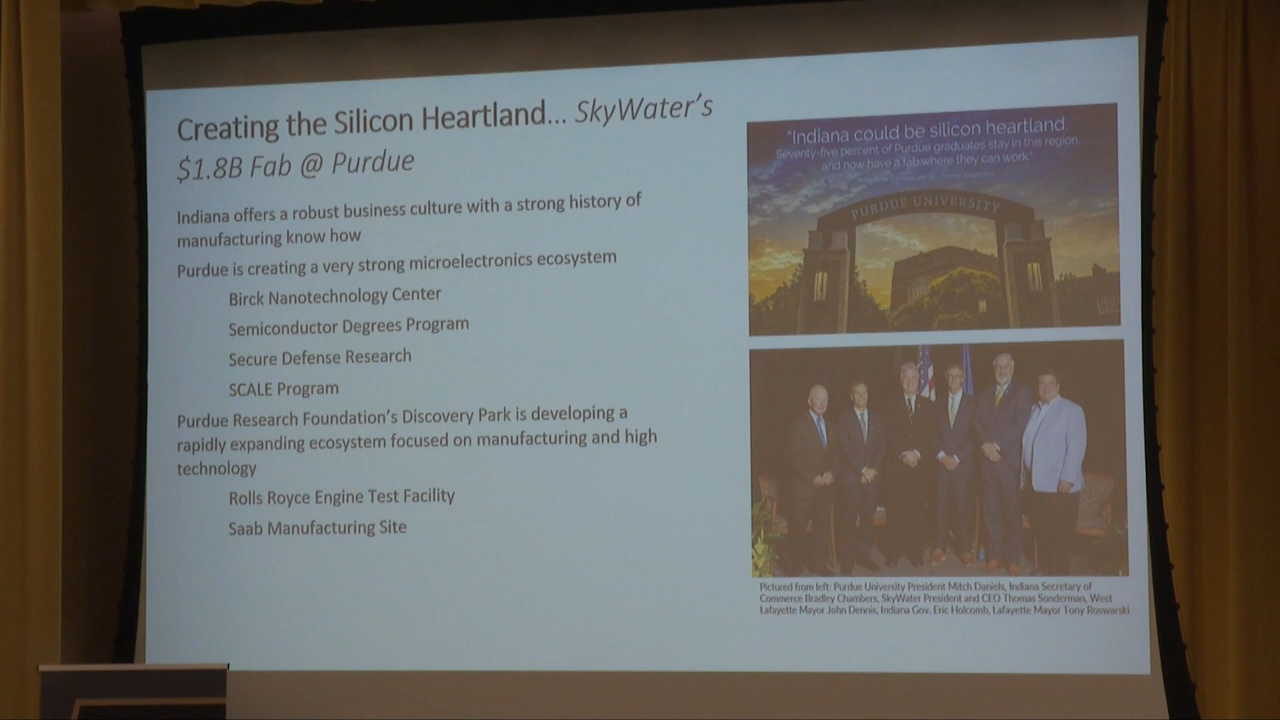 Creating the Silicon Heartland... SkyWater's
$1.8B Fab @ Purdue
Indiana offers a robust business culture with a strong history of
manufacturing know how
Purdue is creating a very strong microelectronics ecosystem
Birck Nanotechnology Center
Semiconductor Degrees Program
Secure Defense Research
SCALE Program
Purdue Research Foundation's Discovery Park is developing a
rapidly expanding ecosystem focused on manufacturing and high
technology
Rolls Royce Engine Test Facility
Saab Manufacturing Site
"Indiana could be silicon heartland.
Seventy-five percent of Purdue graduates stay in this region,
and now have a fab where they can work."
PURDUE UNIVERSITY
Pictured from left: Purdue University President Mitch Daniels, Indiana Secretary of
Commerce Bradley Chambers, SkyWater President and CEO Thomas Sonderman, West
Lafayette Mayor John Dennis, Indiana Gov. Eric Holcomb, Lafayette Mayor Tony Roswarski